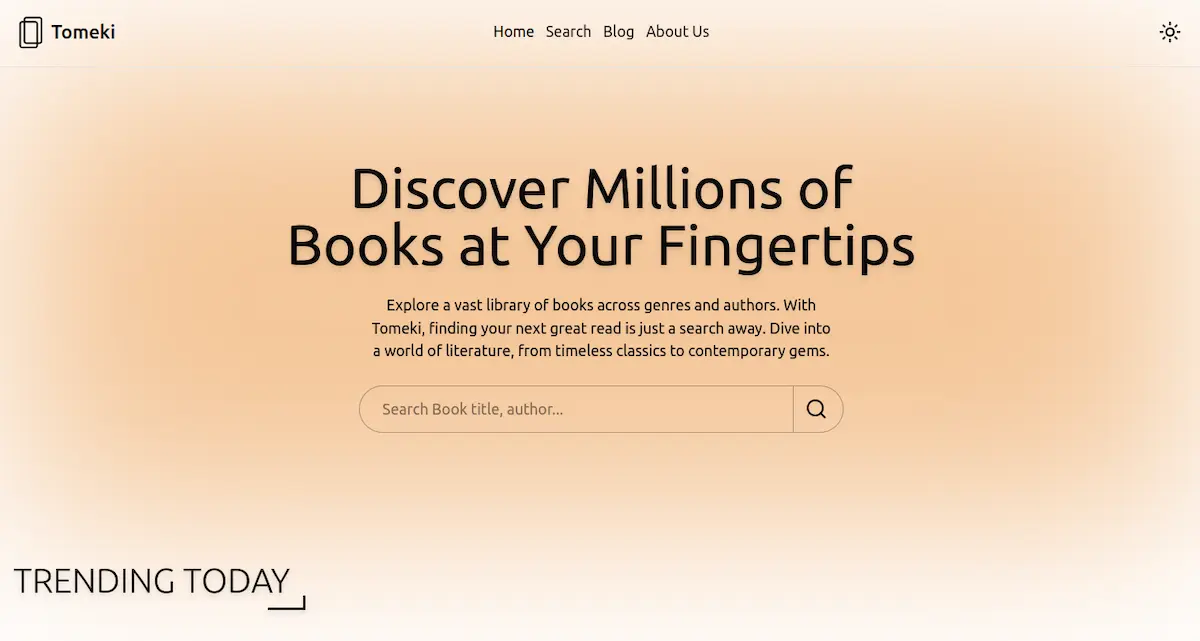 Tomeki
Home Search Blog About Us
Discover Millions of
Books at Your Fingertips
Explore a vast library of books across genres and authors. With
Tomeki, finding your next great read is just a search away. Dive into
a world of literature, from timeless classics to contemporary gems.
Search Book title, author...
TRENDING TODAY